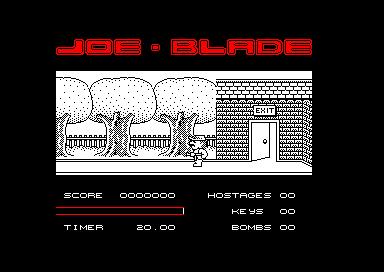 JOE · BLADE
EXIT
SCORE 0000000 HOSTAGES 00
KEYS 00
TIMER 20.00 BOMBS 00